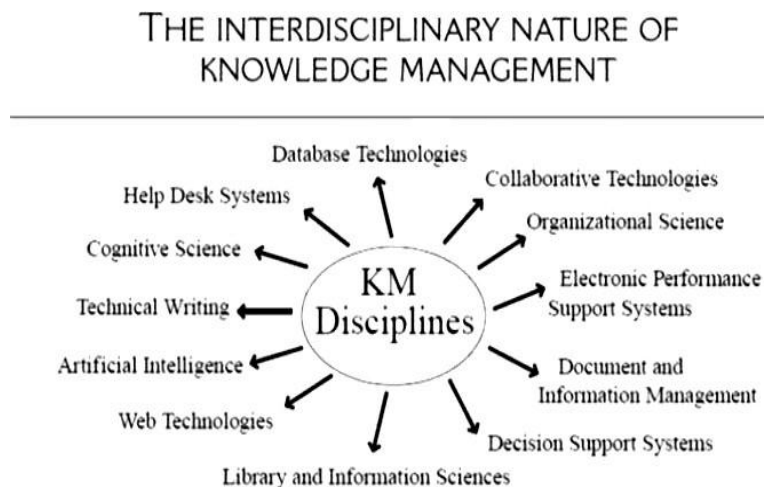 THE INTERDISCIPLINARY NATURE OF
KNOWLEDGE MANAGEMENT
Database Technologies
Collaborative Technologies
Help Desk Systems
Organizational Science
Cognitive Science
KM
Disciplines
Electronic Performance
Support Systems
Technical Writing
Artificial Intelligence
Document and
Information Management
Web Technologies
Decision Support Systems
Library and Information Sciences